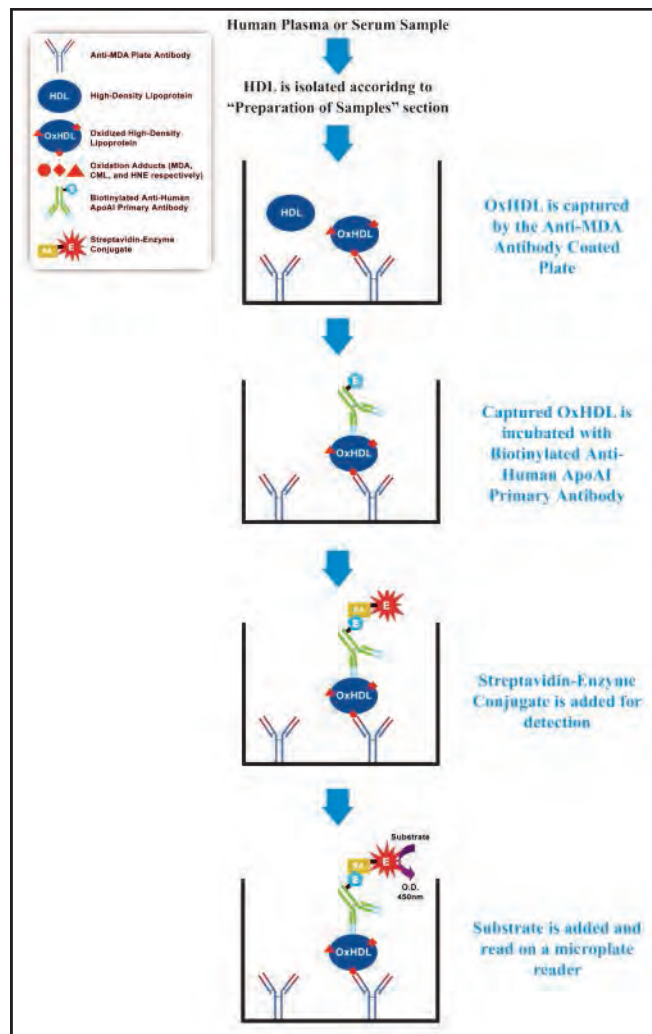 Human Plasma or Serum Sample
HDL is isolated accoridng to
“Preparation of Samples” section
Anti-MDA Plate Antibody
HDL
High-Density Lipoprotein
OxHDL
Oxidized High-Density
Lipoprotein
Oxidation Adducts (MDA,
CML, and HNE respectively)
Biotinylated Anti-Human
ApoAI Primary Antibody
SA
E
Streptavidin-Enzyme
Conjugate
HDL
OxHDL
OxHDL is captured
by the Anti-MDA
Antibody Coated
Plate
B
OxHDL
Captured OxHDL is
incubated with
Biotinylated Anti-
Human ApoAI
Primary Antibody
SA
E
B
OxHDL
Streptavidin-Enzyme
Conjugate is added for
detection
Substrate
SA
E
B
O.D.
450nm
OxHDL
Substrate is added and
read on a microplate
reader